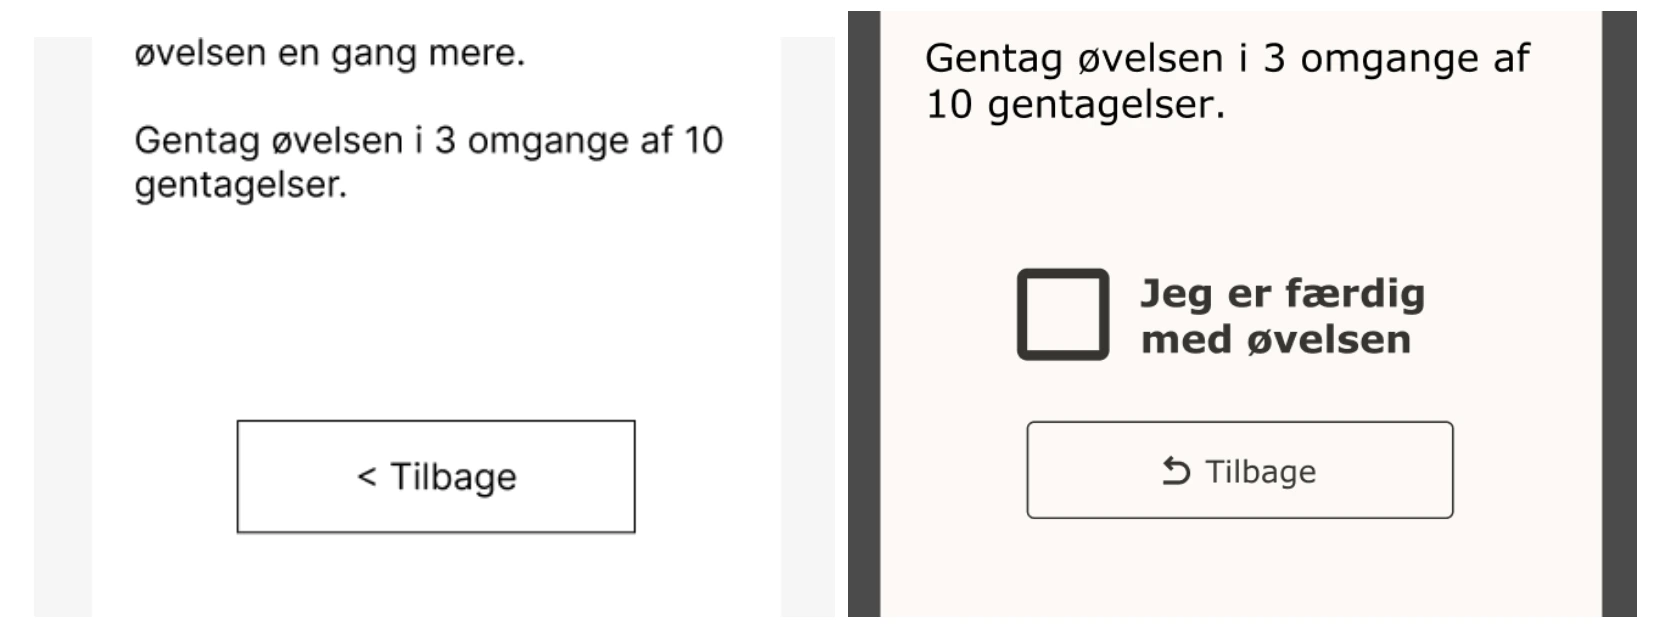 øvelsen en gang mere.
Gentag øvelsen i 3 omgange af 10
gentagelser.
< Tilbage
Gentag øvelsen i 3 omgange af
10 gentagelser.
Jeg er færdig
med øvelsen
Tilbage